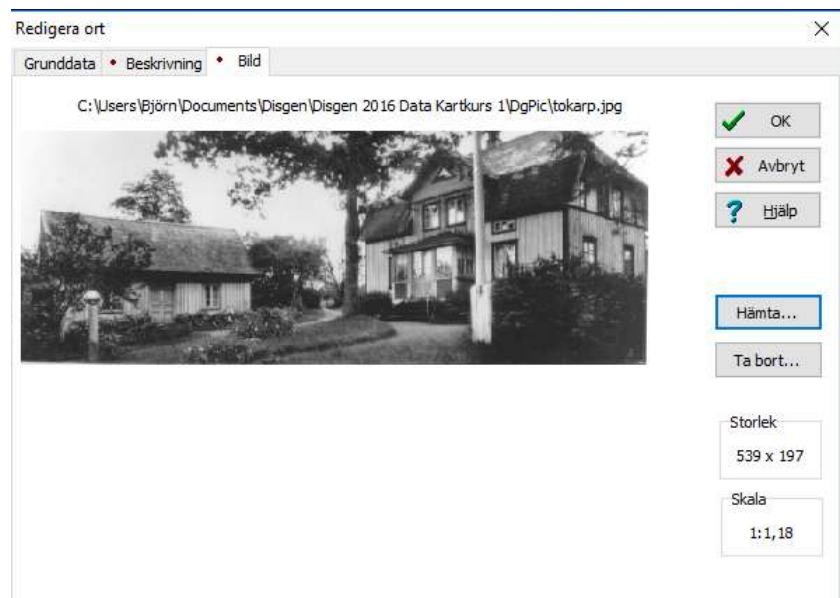 Redigera ort
Grunddata
Beskrivning
Bild
C:\Users\Björn\Documents\Disgen\Disgen 2016 Data Kartkurs 1\DgPic\tokarp.jpg
OK
Avbryt
Hjälp
Hämta...
Ta bort...
Storlek
539 x 197
Skala
1:1,18